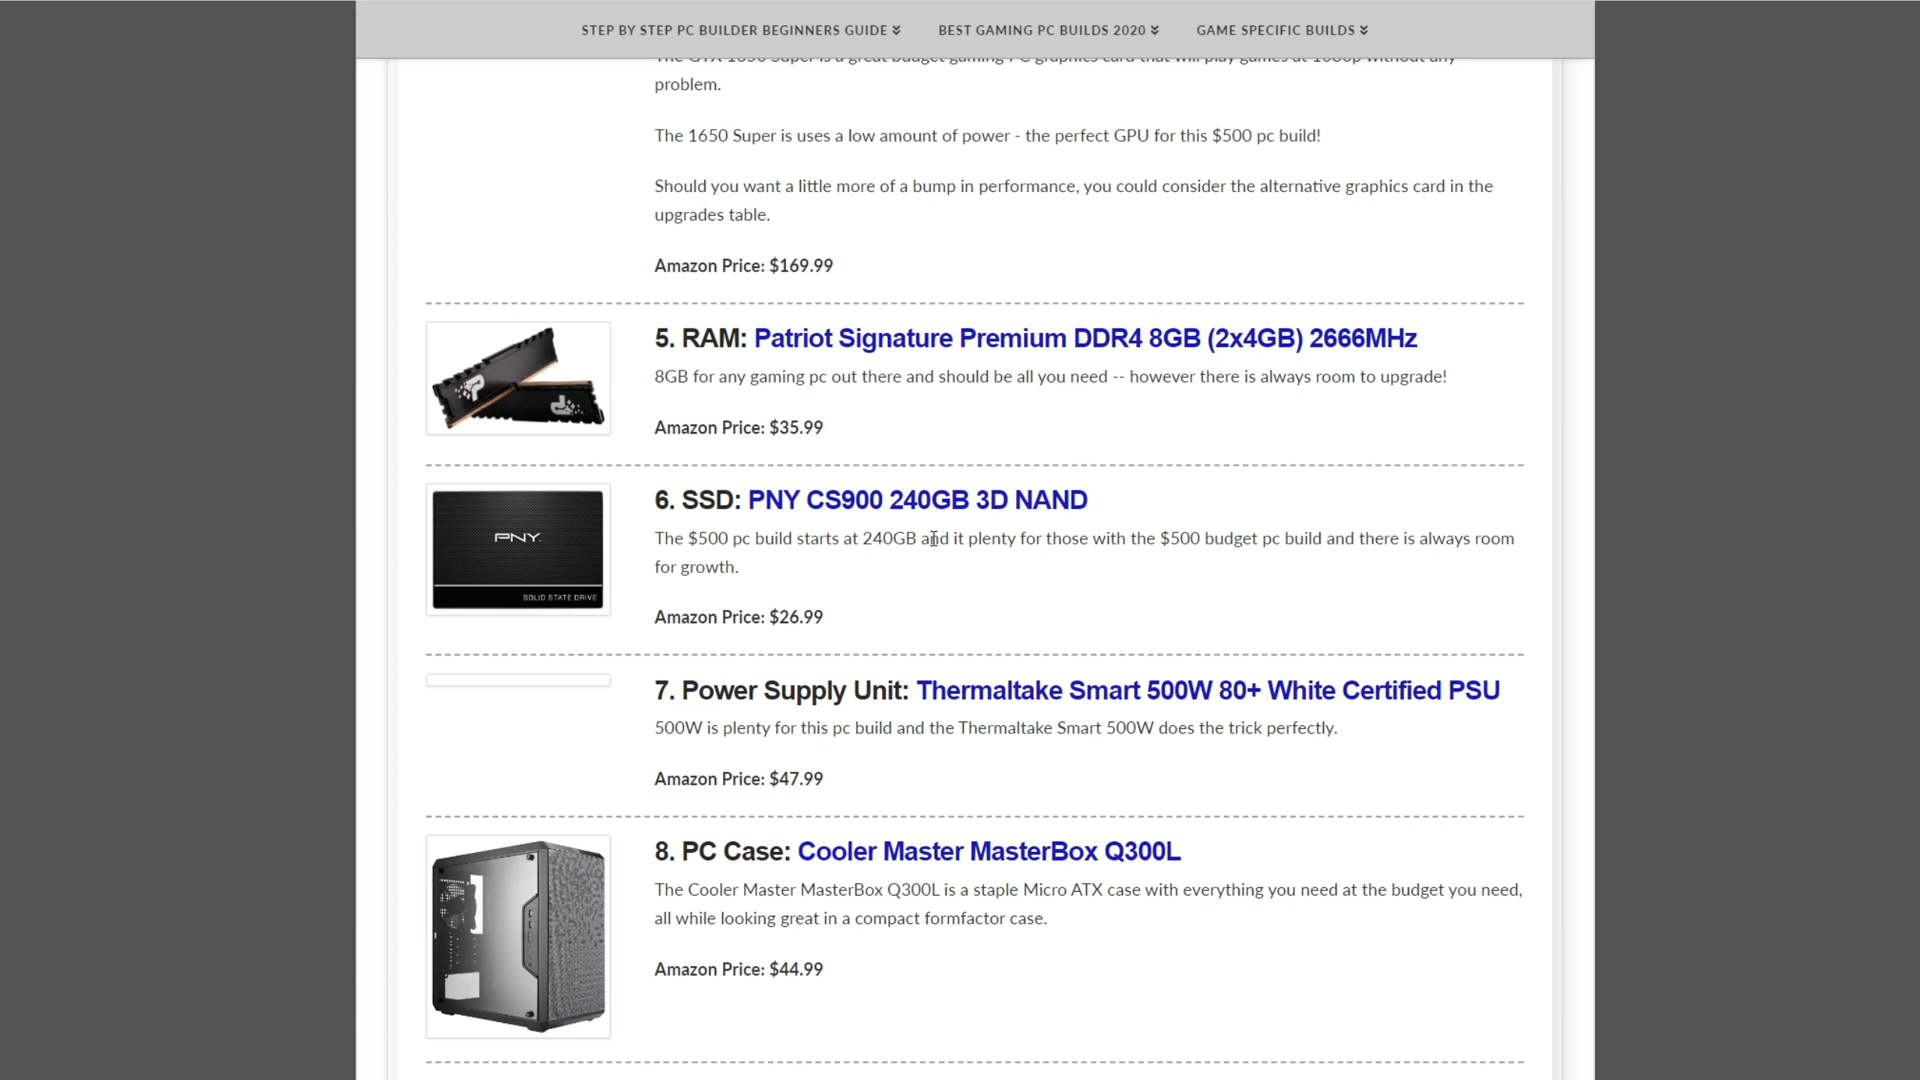 STEP BY STEP PC BUILDER BEGINNERS GUIDE BEST GAMING PC BUILDS 2020 GAME SPECIFIC BUILDS
The GTX 1650 Super is a great budget gaming PC graphics card that will play games at 1080p without any
problem.
The 1650 Super is uses a low amount of power - the perfect GPU for this $500 pc build!
Should you want a little more of a bump in performance, you could consider the alternative graphics card in the
upgrades table.
Amazon Price: $169.99
5. RAM: Patriot Signature Premium DDR4 8GB (2x4GB) 2666MHz
8GB for any gaming pc out there and should be all you need -- however there is always room to upgrade!
Amazon Price: $35.99
PNY
SOLID STATE DRIVE
6. SSD: PNY CS900 240GB 3D NAND
The $500 pc build starts at 240GB and it plenty for those with the $500 budget pc build and there is always room
for growth.
Amazon Price: $26.99
7. Power Supply Unit: Thermaltake Smart 500W 80+ White Certified PSU
500W is plenty for this pc build and the Thermaltake Smart 500W does the trick perfectly.
Amazon Price: $47.99
8. PC Case: Cooler Master MasterBox Q300L
The Cooler Master MasterBox Q300L is a staple Micro ATX case with everything you need at the budget you need,
all while looking great in a compact formfactor case.
Amazon Price: $44.99